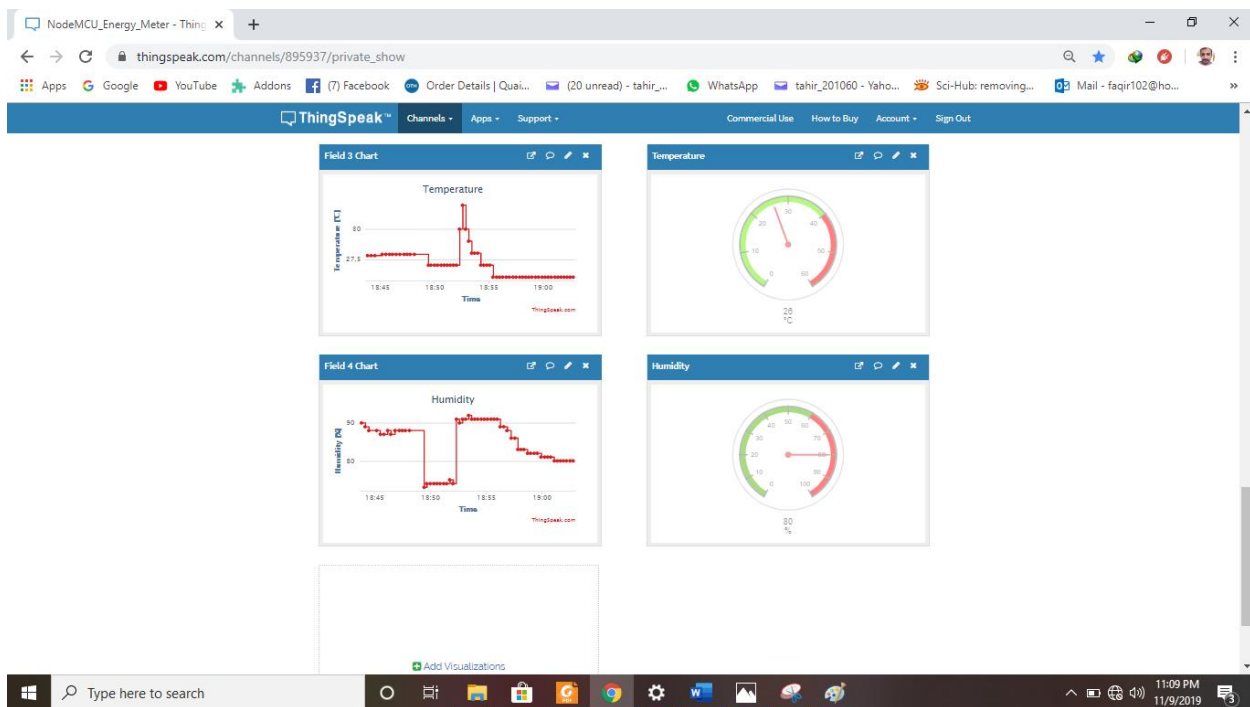 NodeMCU_Energy_Meter - Thing
thingspeak.com/channels/895937/private_show
Apps Google YouTube Addons (7) Facebook Order Details | Quai... (20 unread) - tahir_... WhatsApp tahir_201060 - Yaho... Sci-Hub: removing... Mail - faqir102@ho... »
ThingSpeak™ Channels Apps Support Commercial Use How to Buy Account Sign Out
Field 3 Chart
Temperature
Temperature [°C]
80
27.5
18:45 18:50 18:55 19:00
Time
ThingSpeak.com
Temperature
0 10 20 30 40 50 60
°C
Field 4 Chart
Humidity
Humidity [%]
90
80
18:45 18:50 18:55 19:00
Time
ThingSpeak.com
Humidity
0 10 20 30 40 50 60 70 90 100
80
%
Add Visualizations
Type here to search
11:09 PM
11/9/2019
3